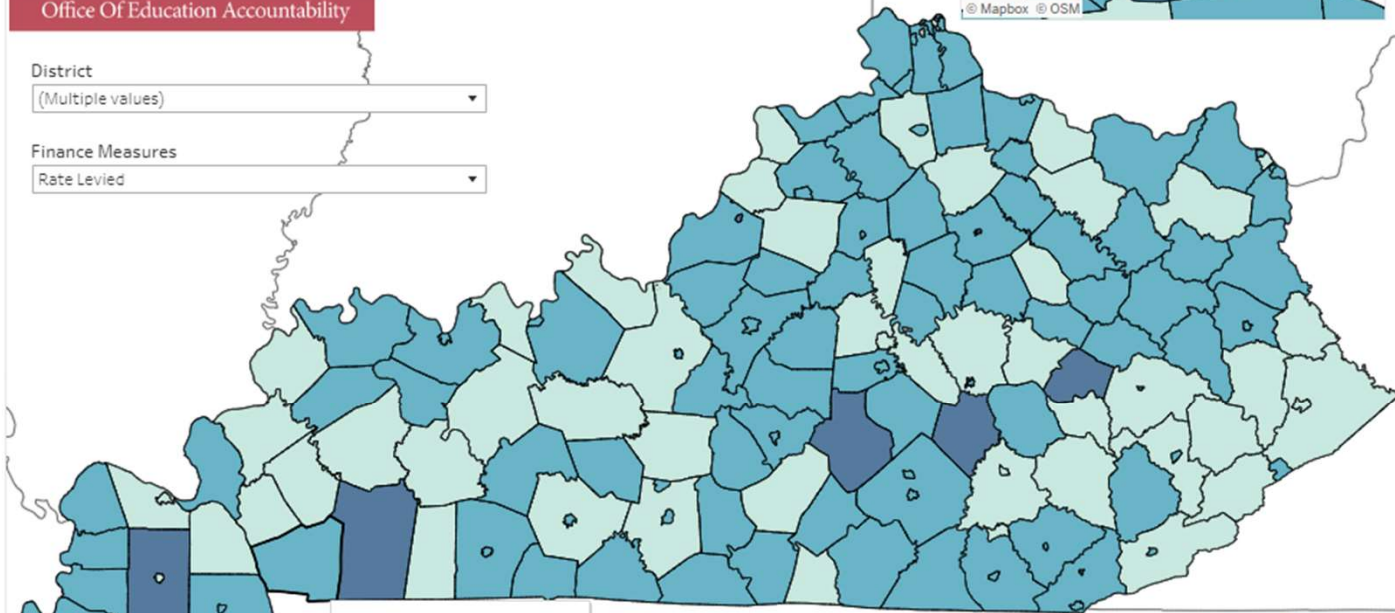 Office Of Education Accountability
© Mapbox © OSM
District
(Multiple values)
Finance Measures
Rate Levied